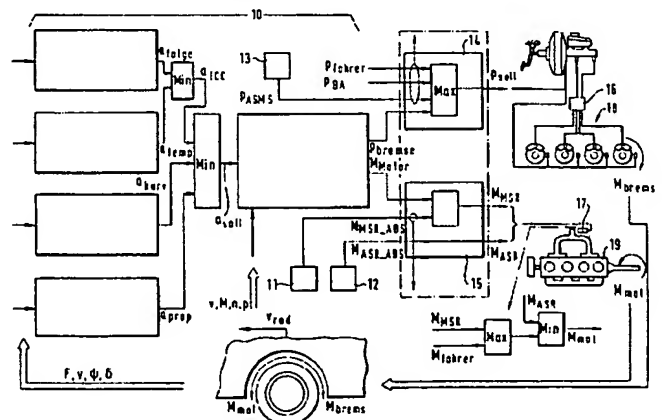 10
a_folge
Min
a_ICC
13
14
P_fahrer
P_BA
Max
P_soll
P_ASMS
16
18
a_temp
Min
a_kurv
P_bremse
M_Motor
M_brems
a_soll
M_MSR
17
M_MSR_ABS
M_ASR_ABS
M_ASR
19
11
12
15
M_mot
a_prop
v,M,n,p
v_rad
M_ASR
M_MSR
Max
Min
M_fahrer
M_mot
F,v,ψ,δ
M_mot
M_brems